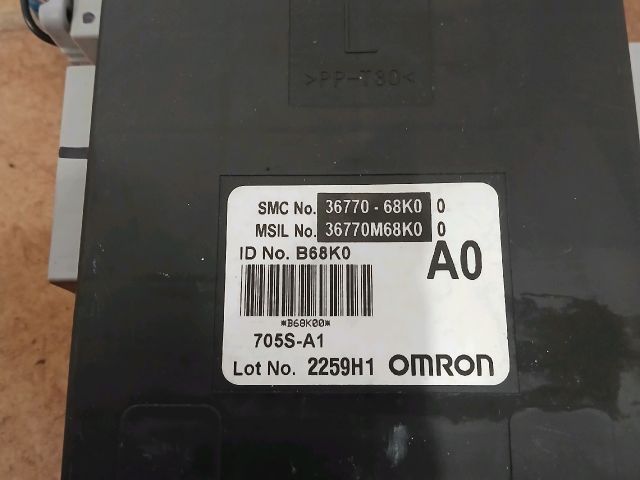 >PP-T30<
SMC No. 36770-68K0 0
MSIL No. 36770M68K0 0
ID No. B68K0
A0
*B68K00*
705S-A1
Lot No. 2259H1 OMRON